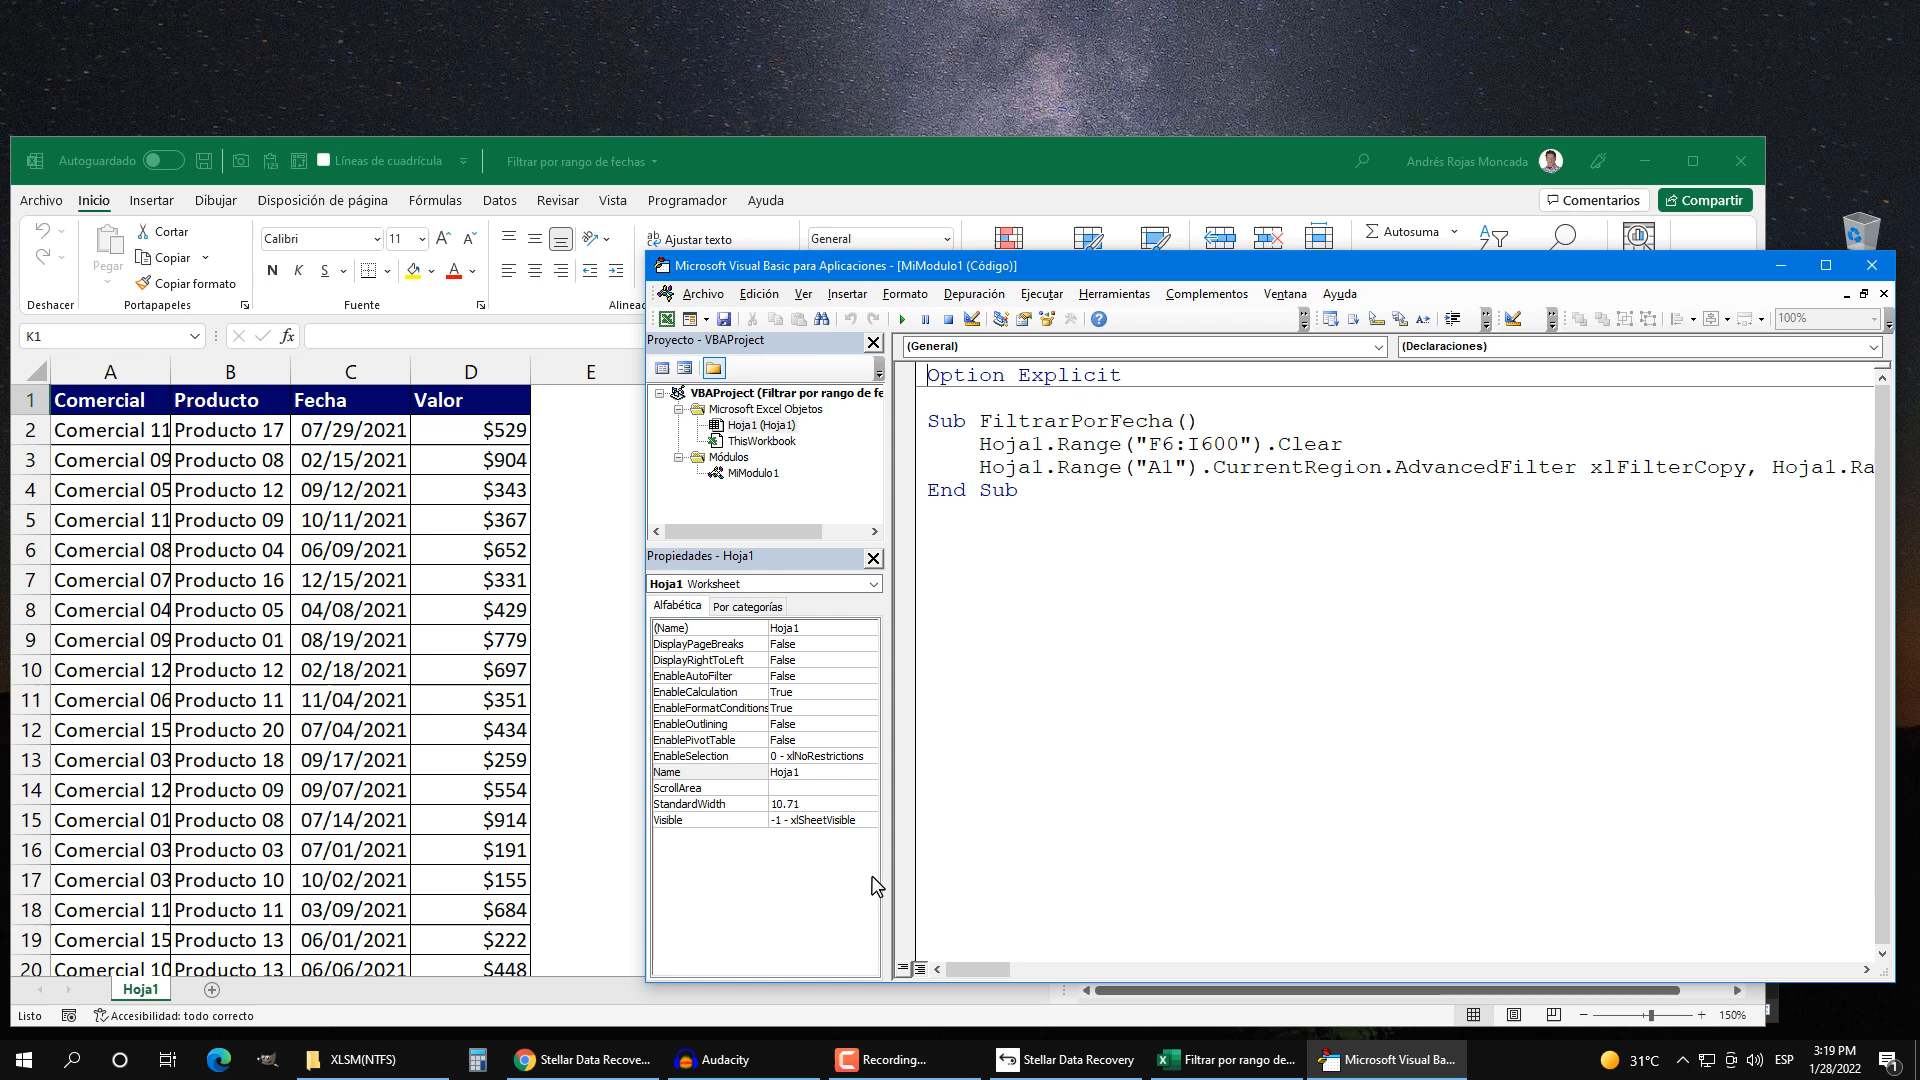 Autoguardado
Líneas de cuadrícula
Filtrar por rango de fechas
Andrés Rojas Moncada
Archivo Inicio Insertar Dibujar Disposición de página Fórmulas Datos Revisar Vista Programador Ayuda
Comentarios Compartir
Pegar
Cortar
Copiar
Copiar formato
Calibri 11
N K S
Ajustar texto
General
Autosuma
Deshacer Portapapeles Fuente Alineac
K1
fx
A B C D E
1 Comercial Producto Fecha Valor
2 Comercial 11 Producto 17 07/29/2021 $529
3 Comercial 09 Producto 08 02/15/2021 $904
4 Comercial 05 Producto 12 09/12/2021 $343
5 Comercial 11 Producto 09 10/11/2021 $367
6 Comercial 08 Producto 04 06/09/2021 $652
7 Comercial 07 Producto 16 12/15/2021 $331
8 Comercial 04 Producto 05 04/08/2021 $429
9 Comercial 09 Producto 01 08/19/2021 $779
10 Comercial 12 Producto 12 02/18/2021 $697
11 Comercial 06 Producto 11 11/04/2021 $351
12 Comercial 15 Producto 20 07/04/2021 $434
13 Comercial 03 Producto 18 09/17/2021 $259
14 Comercial 12 Producto 09 09/07/2021 $554
15 Comercial 01 Producto 08 07/14/2021 $914
16 Comercial 03 Producto 03 07/01/2021 $191
17 Comercial 03 Producto 10 10/02/2021 $155
18 Comercial 11 Producto 11 03/09/2021 $684
19 Comercial 15 Producto 13 06/01/2021 $222
20 Comercial 10 Producto 13 06/06/2021 $448
Hoja1
Listo
Accesibilidad: todo correcto
150%
Microsoft Visual Basic para Aplicaciones - [MiModulo1 (Código)]
Archivo Edición Ver Insertar Formato Depuración Ejecutar Herramientas Complementos Ventana Ayuda
100%
Proyecto - VBAProject
VBAProject (Filtrar por rango de fe
Microsoft Excel Objetos
Hoja1 (Hoja1)
ThisWorkbook
Módulos
MiModulo1
Propiedades - Hoja1
Hoja1 Worksheet
Alfabética Por categorías
(Name) Hoja1
DisplayPageBreaks False
DisplayRightToLeft False
EnableAutoFilter False
EnableCalculation True
EnableFormatConditions True
EnableOutlining False
EnablePivotTable False
EnableSelection 0 - xlNoRestrictions
Name Hoja1
ScrollArea
StandardWidth 10.71
Visible -1 - xlSheetVisible
(General) (Declaraciones)
Option Explicit
Sub FiltrarPorFecha()
Hoja1.Range("F6:I600").Clear
Hoja1.Range("A1").CurrentRegion.AdvancedFilter xlFilterCopy, Hoja1.Ra
End Sub
XLSM(NTFS)
Stellar Data Recove...
Audacity
Recording...
Stellar Data Recovery
Filtrar por rango de...
Microsoft Visual Ba...
31°C
ESP
3:19 PM
1/28/2022
1